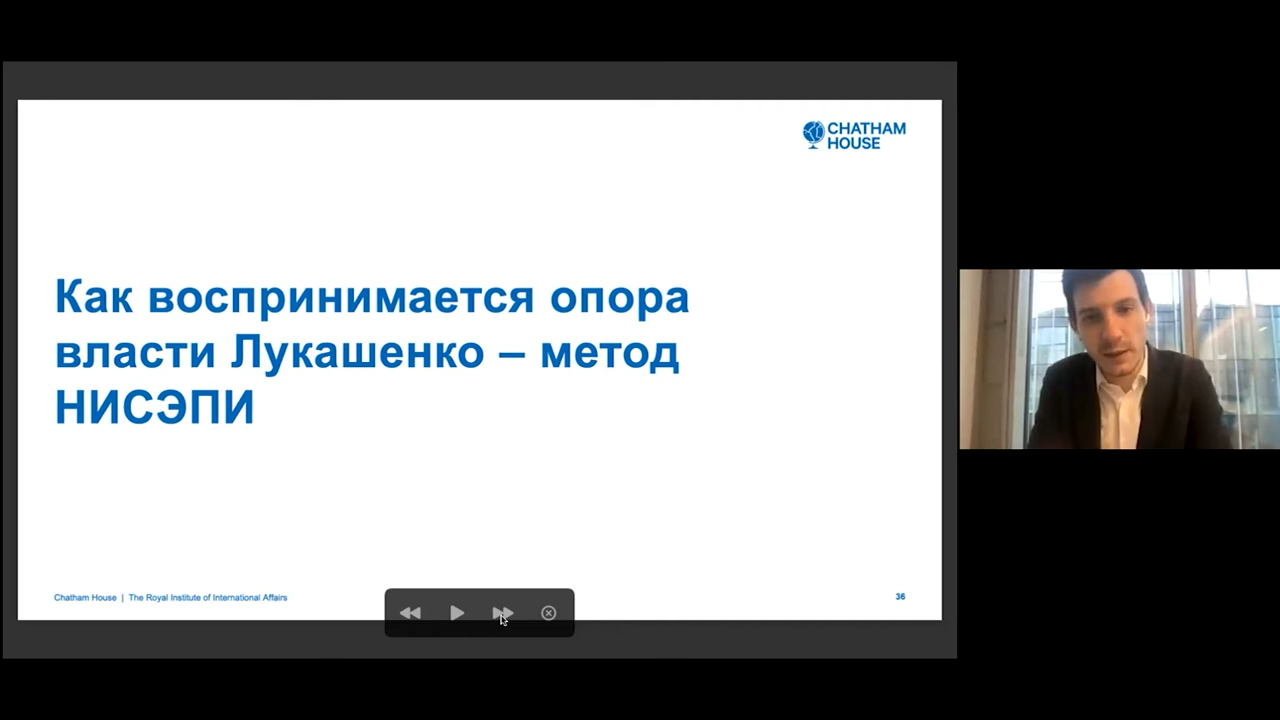 CHATHAM
HOUSE
Как воспринимается опора
власти Лукашенко – метод
НИСЭПИ
Chatham House | The Royal Institute of International Affairs
36